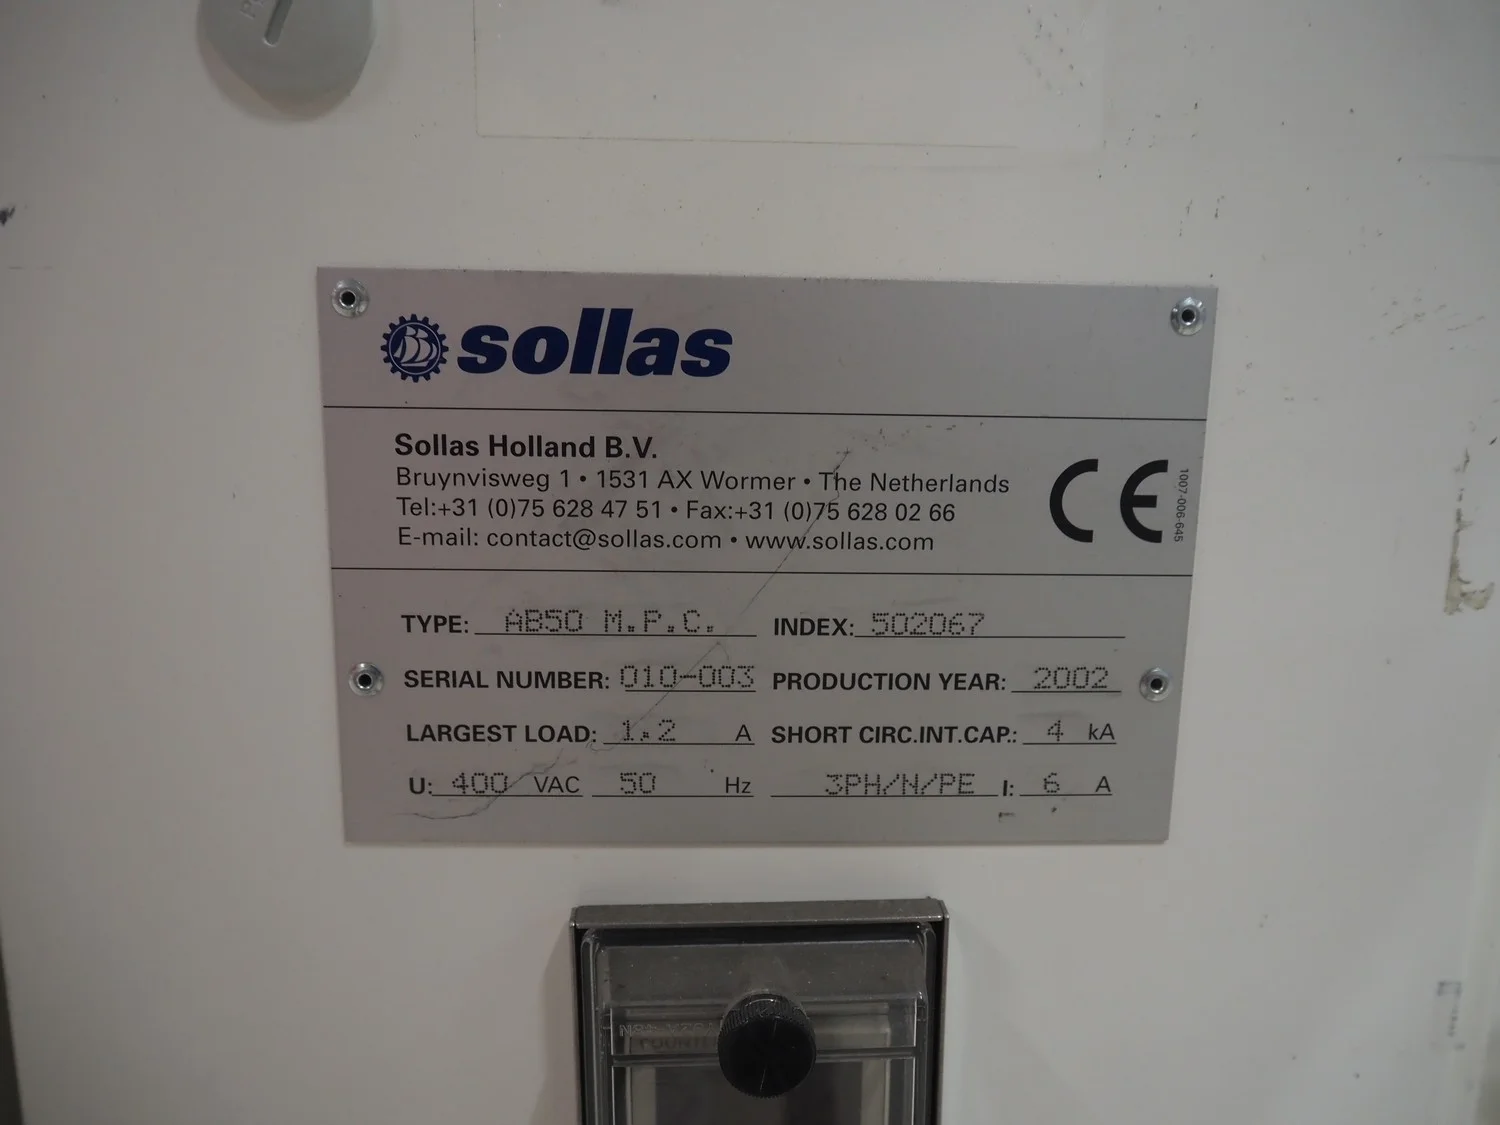 sollas
Sollas Holland B.V.
Bruynvisweg 1 • 1531 AX Wormer • The Netherlands
Tel:+31 (0)75 628 47 51 • Fax:+31 (0)75 628 02 66
E-mail: contact@sollas.com • www.sollas.com
CE
1007-006-645
TYPE: AB50 M.P.C. INDEX: 502067
SERIAL NUMBER: 010-003 PRODUCTION YEAR: 2002
LARGEST LOAD: 1.2 A SHORT CIRC.INT.CAP.: 4 kA
U: 400 VAC 50 Hz 3PH/N/PE I: 6 A